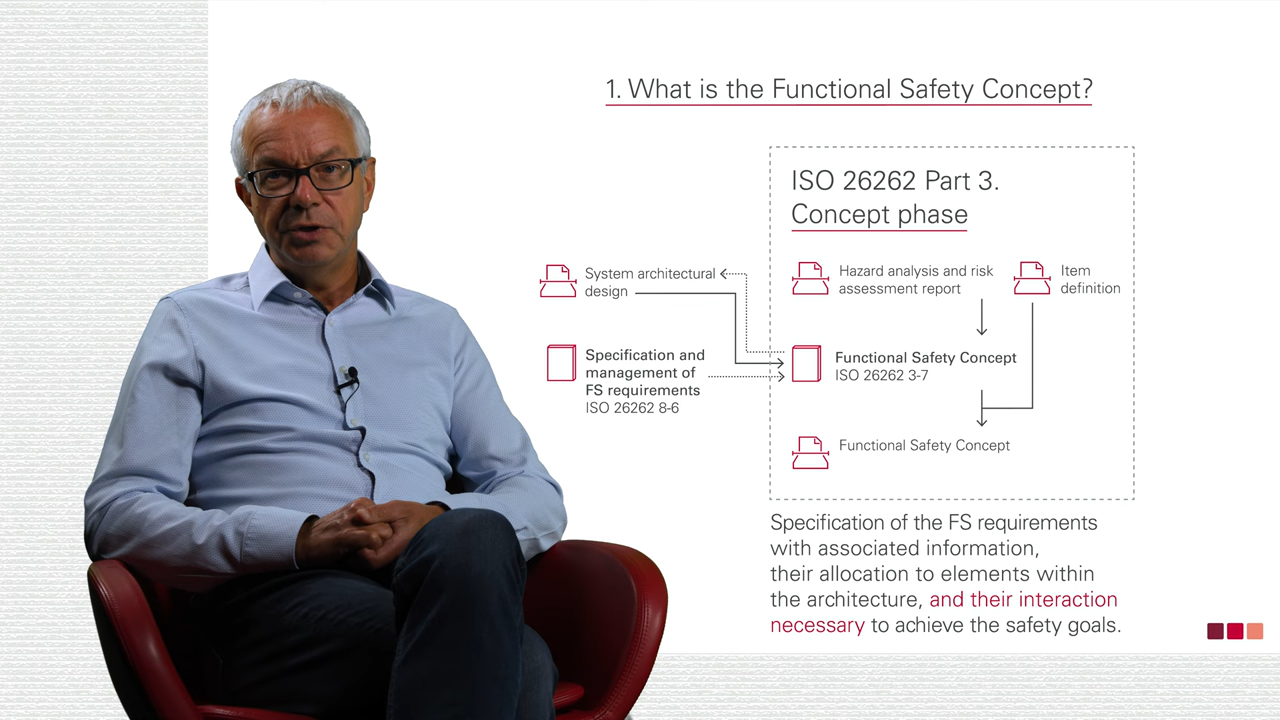 1. What is the Functional Safety Concept?
ISO 26262 Part 3.
Concept phase
System architectural
design
Hazard analysis and risk
assessment report
Item
definition
Specification and
management of
FS requirements
ISO 26262 8-6
Functional Safety Concept
ISO 26262 3-7
Functional Safety Concept
Specification of the FS requirements
with associated information,
their allocation to elements within
the architecture, and their interaction
necessary to achieve the safety goals.